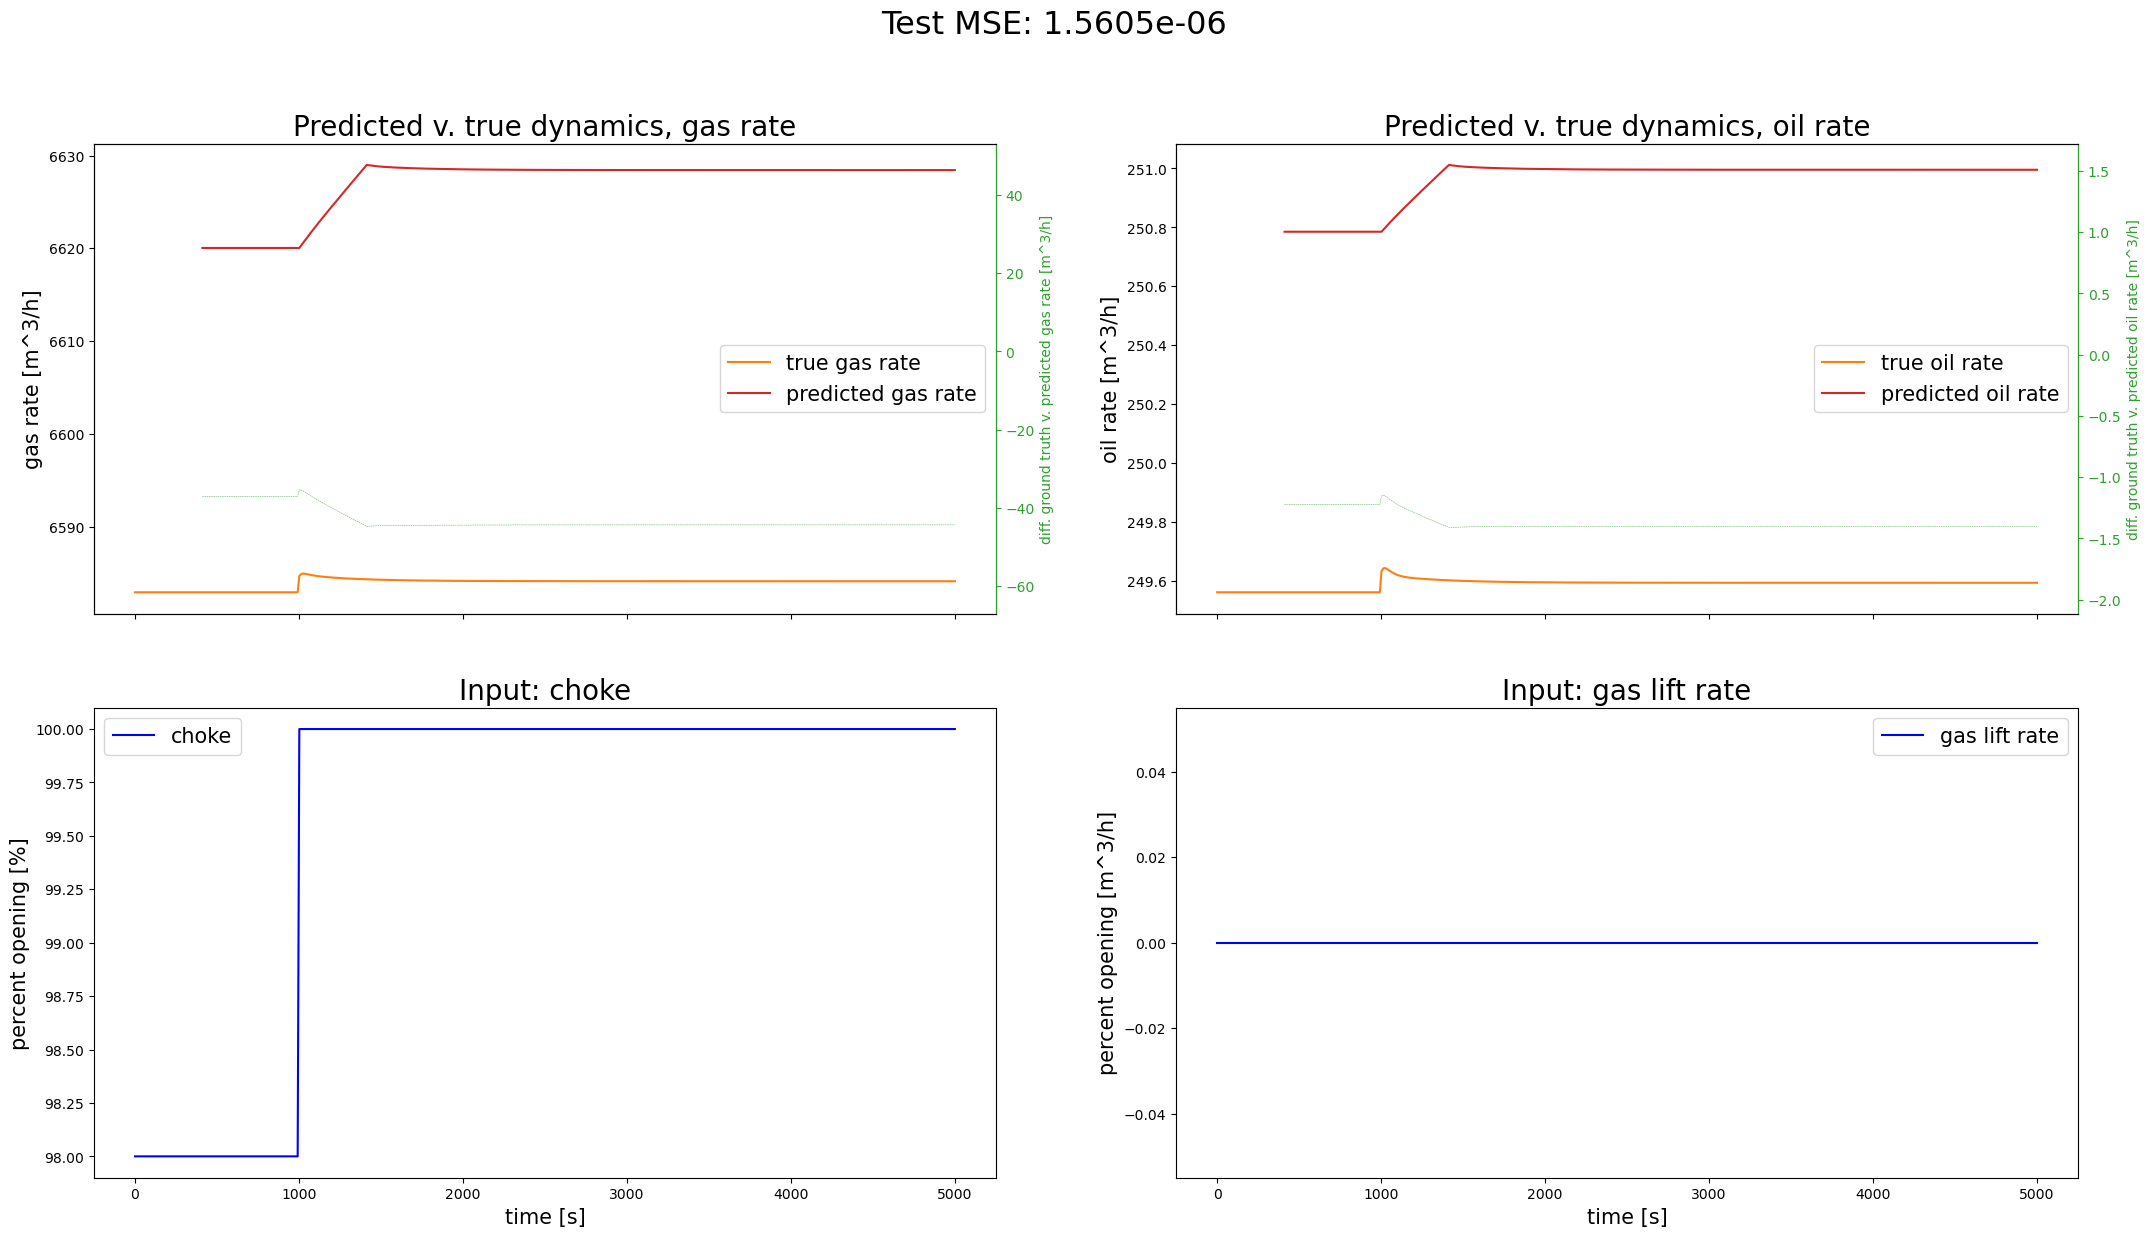 Test MSE: 1.5605e-06
Predicted v. true dynamics, gas rate
6630
6620
6610
6600
6590
gas rate [m^3/h]
true gas rate
predicted gas rate
40
20
0
−20
−40
−60
diff. ground truth v. predicted gas rate [m^3/h]
Predicted v. true dynamics, oil rate
251.0
250.8
250.6
250.4
250.2
250.0
249.8
249.6
oil rate [m^3/h]
true oil rate
predicted oil rate
1.5
1.0
0.5
0.0
−0.5
−1.0
−1.5
−2.0
diff. ground truth v. predicted oil rate [m^3/h]
Input: choke
choke
100.00
99.75
99.50
99.25
99.00
98.75
98.50
98.25
98.00
percent opening [%]
0 1000 2000 3000 4000 5000
time [s]
Input: gas lift rate
gas lift rate
0.04
0.02
0.00
−0.02
−0.04
percent opening [m^3/h]
0 1000 2000 3000 4000 5000
time [s]